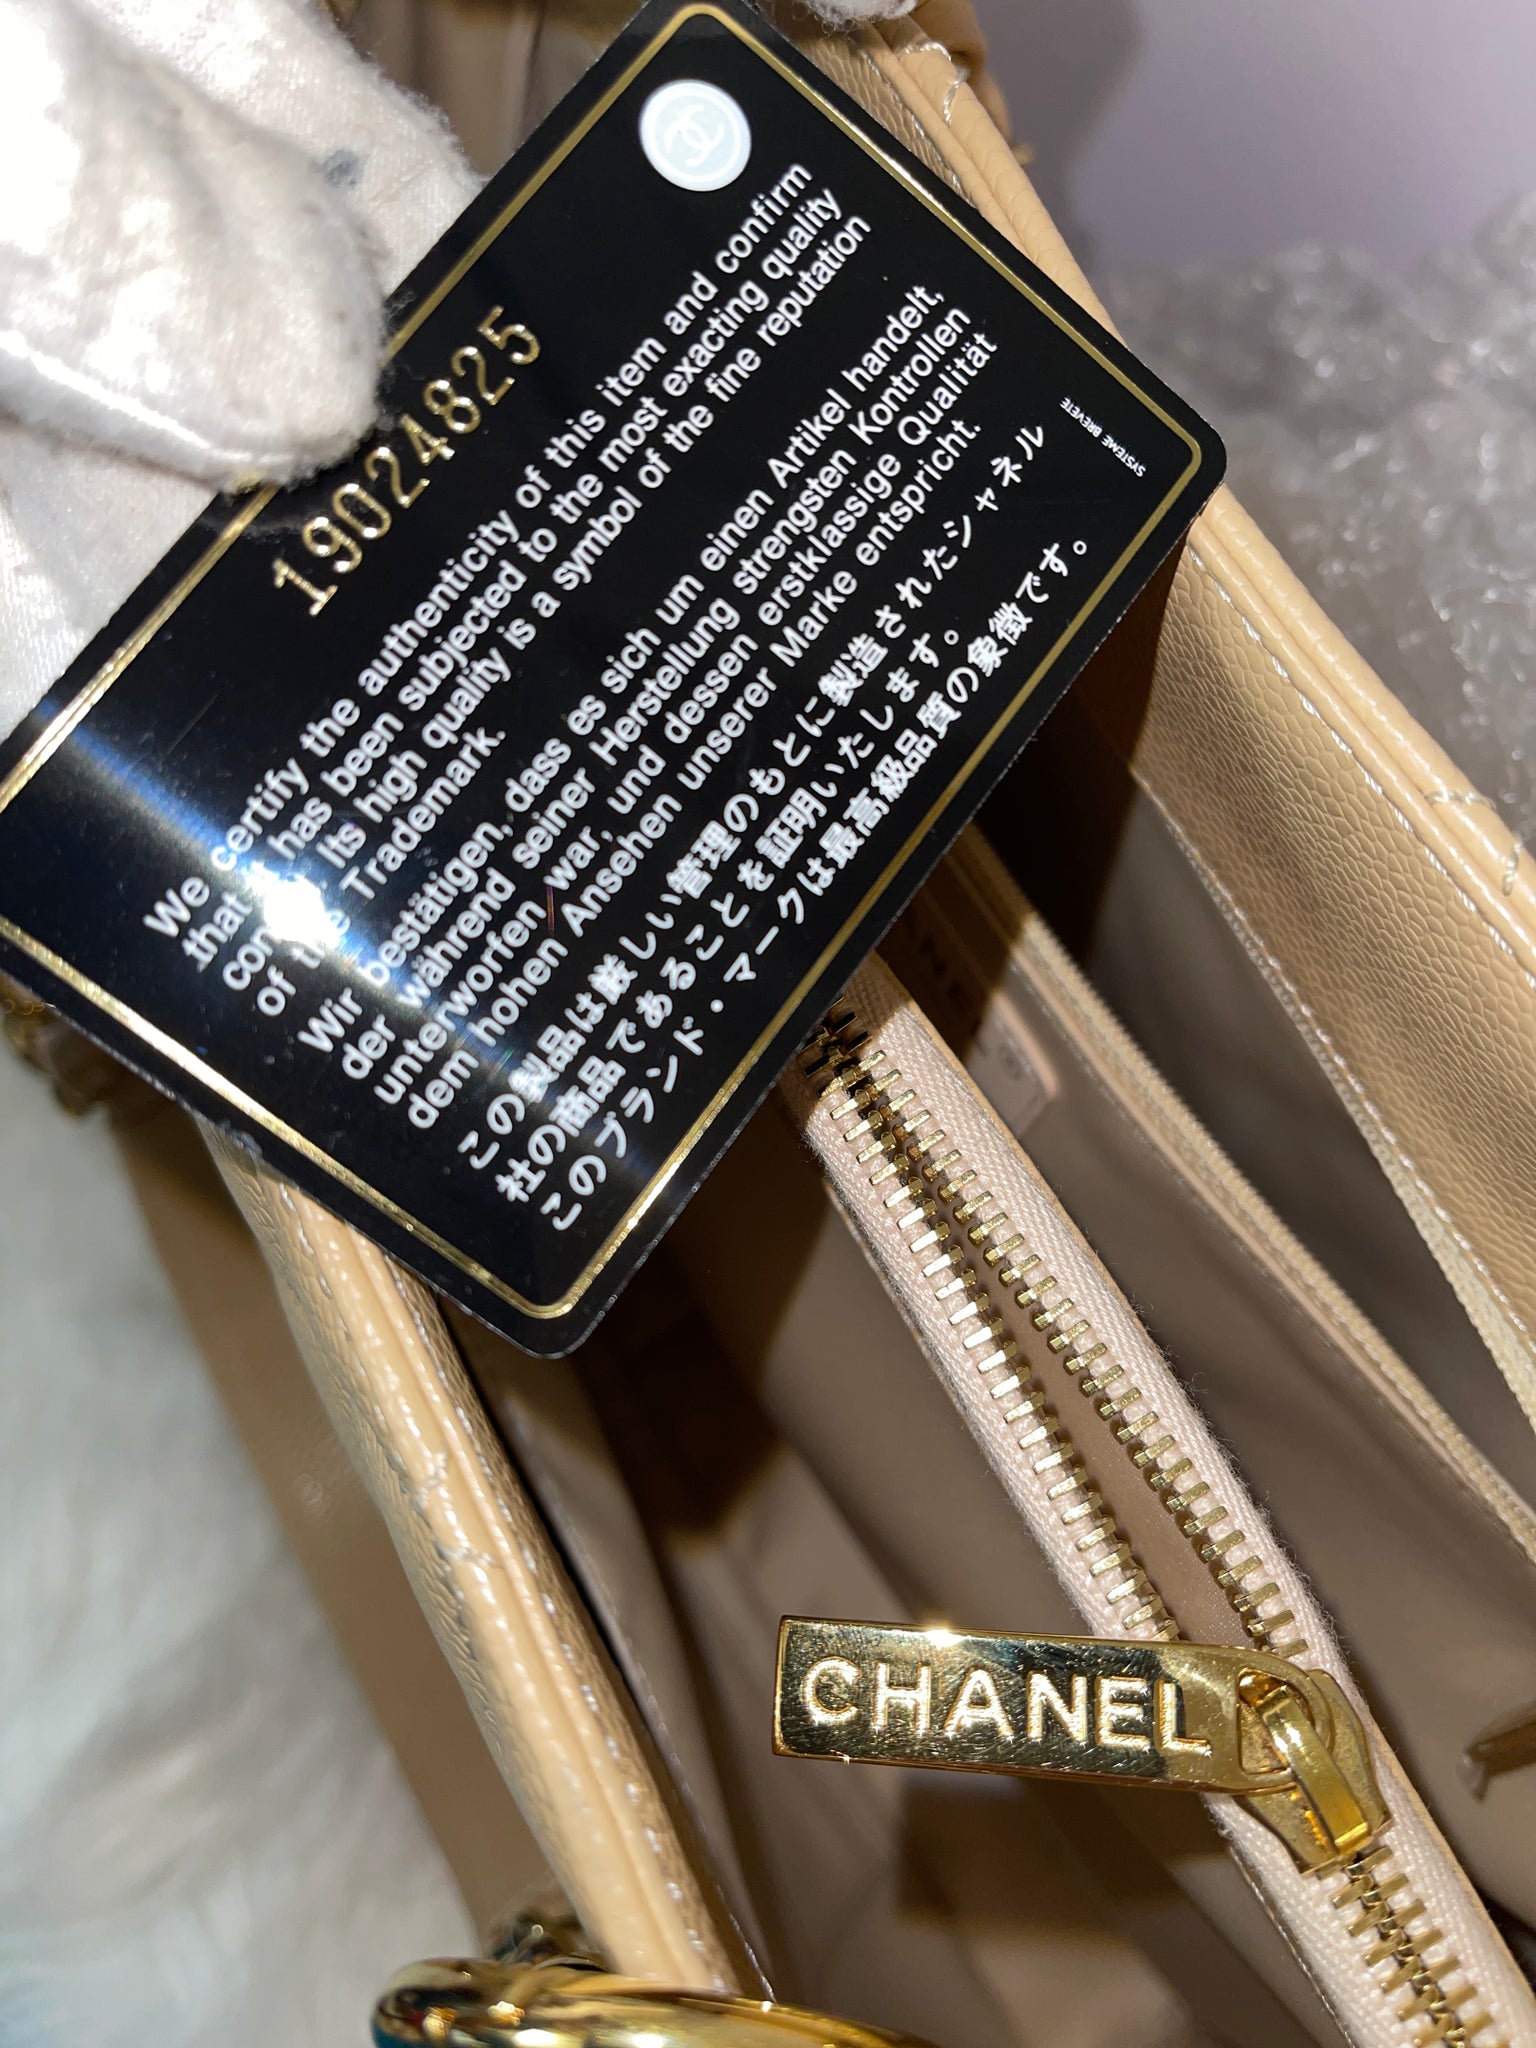 19024825
We certify the authenticity of this item and confirm
that it has been subjected to the most exacting quality
Its high quality is a symbol of the fine reputation
of the Trademark.
Wir bestätigen, dass es sich um einen Artikel handelt,
der während seiner Herstellung strengsten Kontrollen
unterworfen war, und dessen erstklassige Qualität
dem hohen Ansehen unserer Marke entspricht.
この製品は厳しい管理のもとに製造されたシャネル
社の商品であることを証明いたします。
このブランド・マークは最高級品質の象徴です。
SYSTEME BREVETE
CHANEL